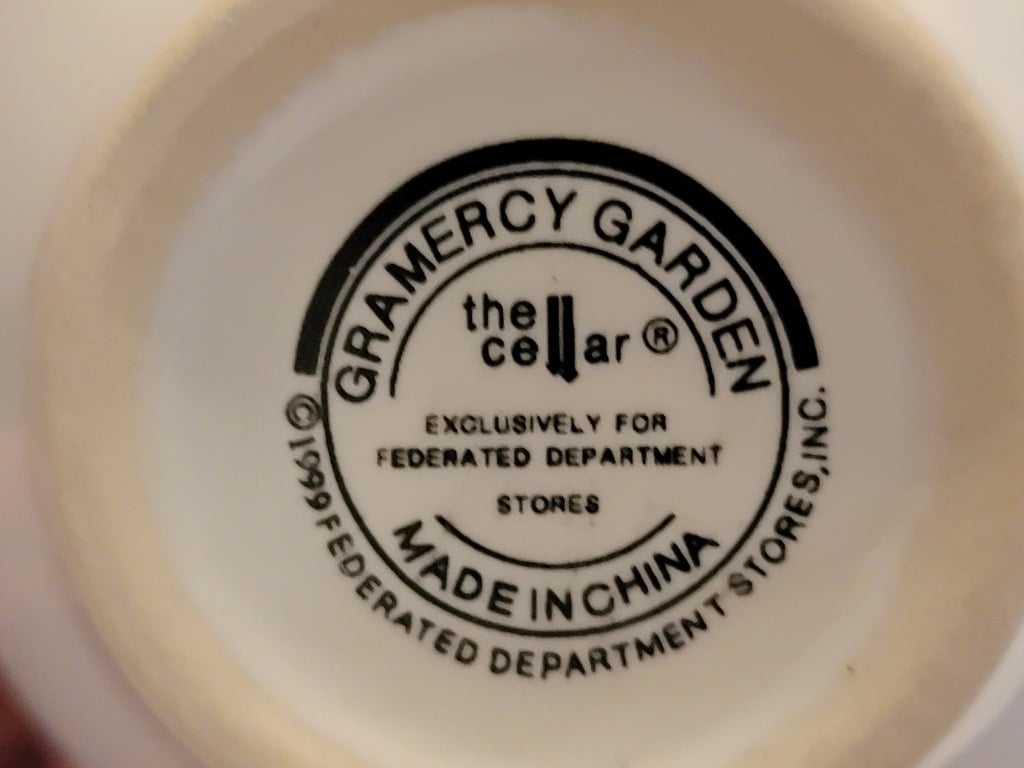 GRAMERCY GARDEN
the
cellar ®
EXCLUSIVELY FOR
FEDERATED DEPARTMENT
STORES
MADE IN CHINA
©1999 FEDERATED DEPARTMENT STORES, INC.